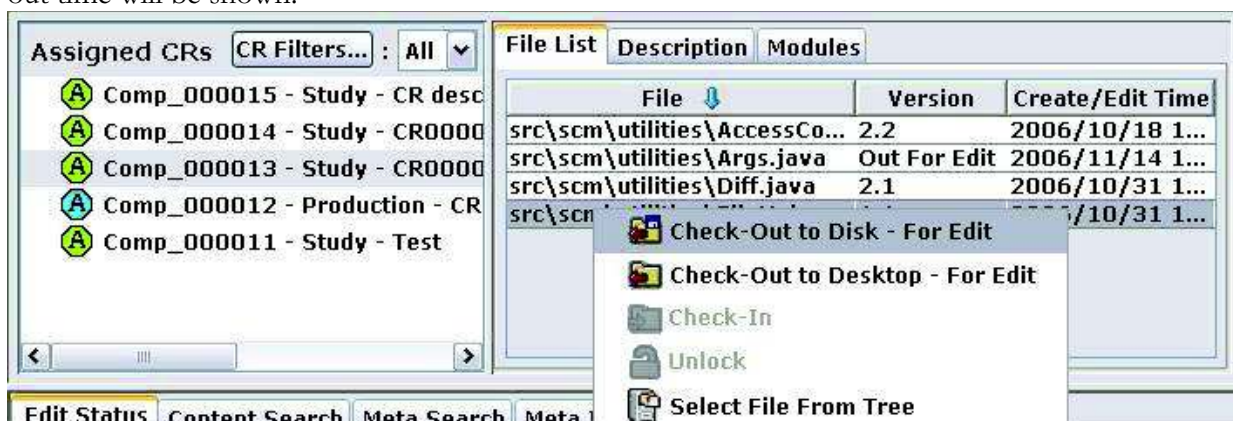 out time will be shown.
Assigned CRs CR Filters... : All
Comp_000015 - Study - CR desc
Comp_000014 - Study - CR0000
Comp_000013 - Study - CR0000
Comp_000012 - Production - CR
Comp_000011 - Study - Test
File List Description Modules
File Version Create/Edit Time
src\scm\utilities\AccessCo... 2.2 2006/10/18 1...
src\scm\utilities\Args.java Out For Edit 2006/11/14 1...
src\scm\utilities\Diff.java 2.1 2006/10/31 1...
/10/31 1...
Check-Out to Disk - For Edit
Check-Out to Desktop - For Edit
Check-In
Unlock
Select File From Tree
Edit Status Content Search Meta Search Meta